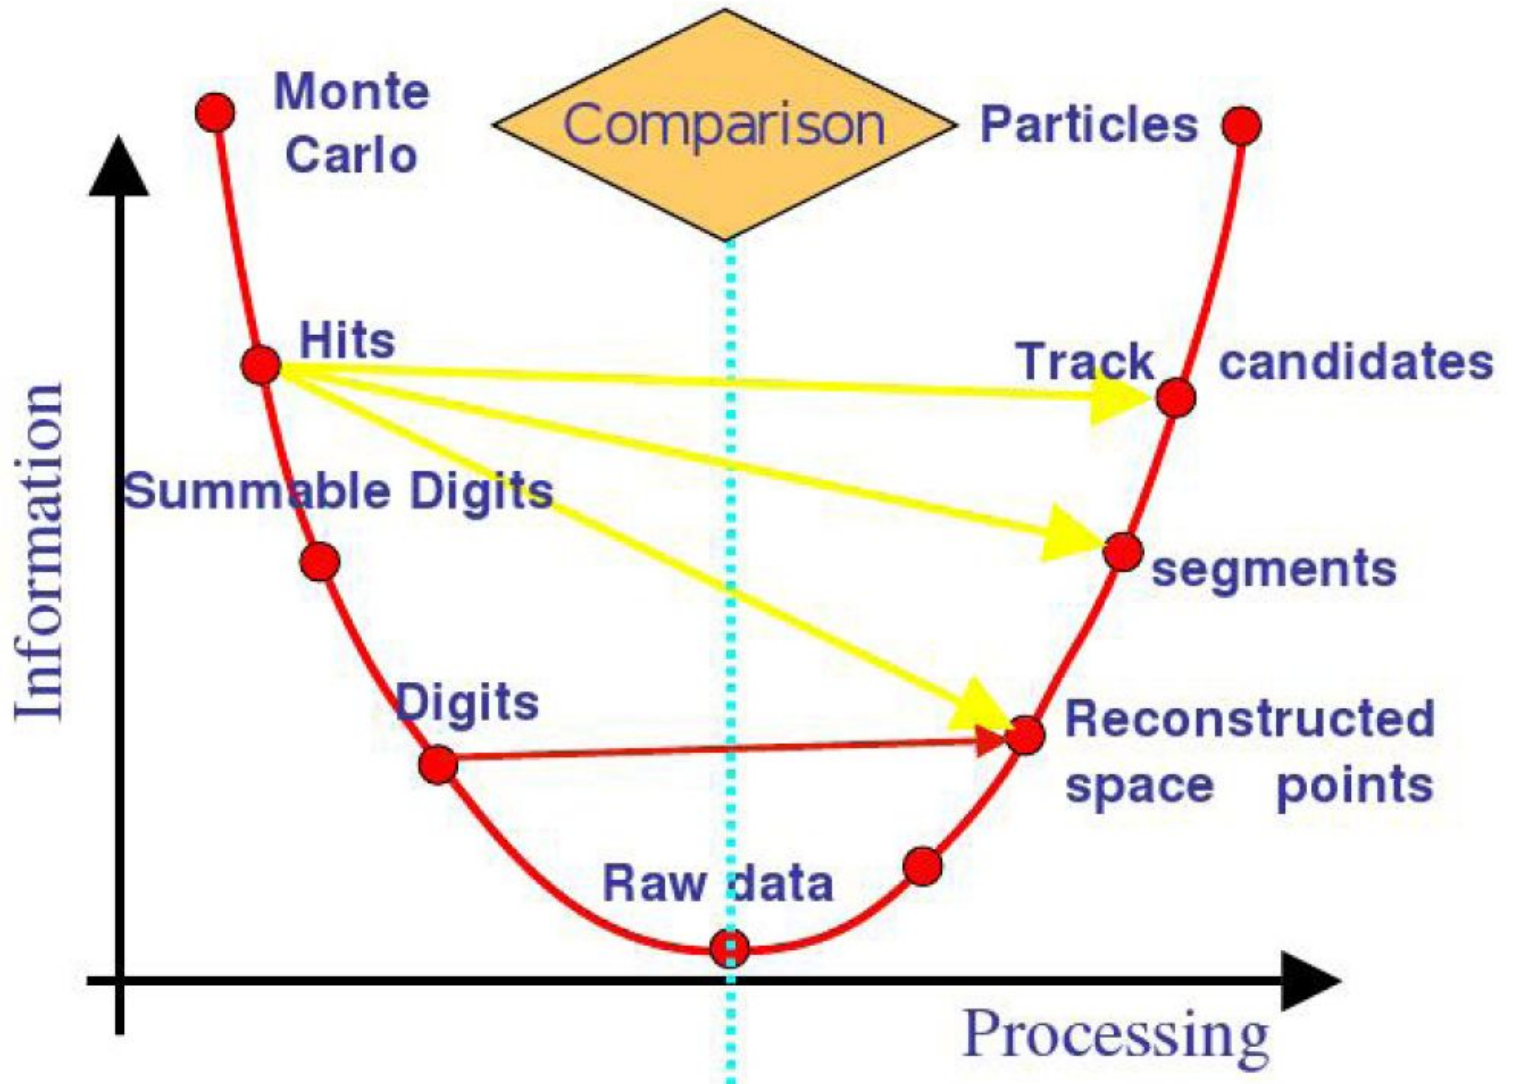 Monte
Carlo
Comparison
Particles
Hits
Track candidates
Summable Digits
segments
Digits
Reconstructed
space points
Raw data
Information
Processing